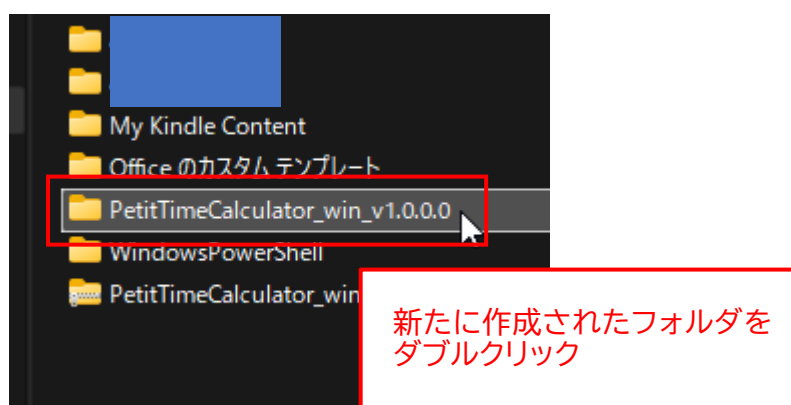 My Kindle Content
Office のカスタム テンプレート
PetitTimeCalculator_win_v1.0.0.0
WindowsPowerShell
PetitTimeCalculator_win
新たに作成されたフォルダを
ダブルクリック